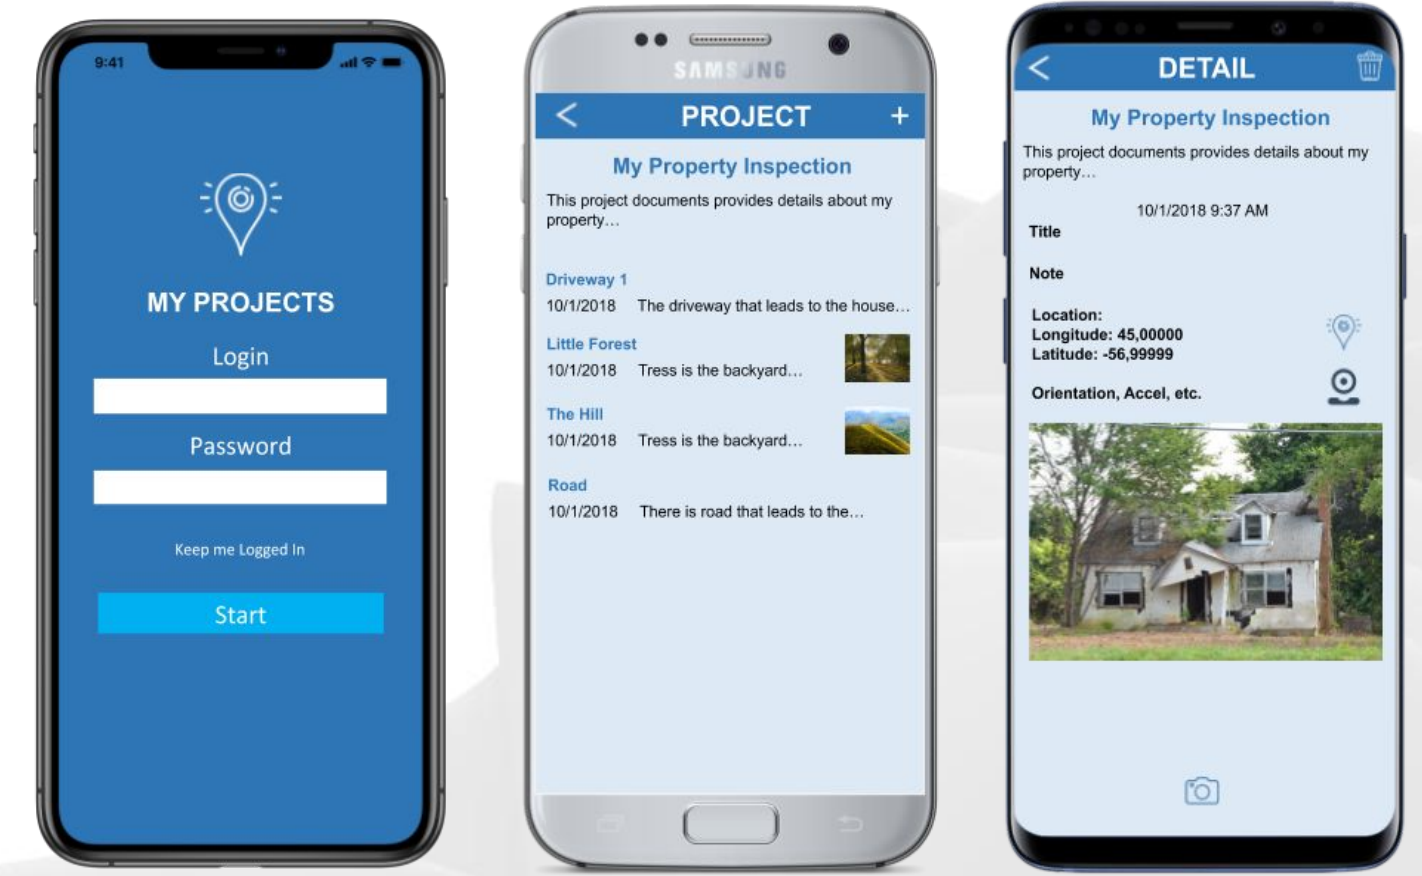 9:41
MY PROJECTS
Login
Password
Keep me Logged In
Start
SAMSUNG
PROJECT
+
My Property Inspection
This project documents provides details about my
property...
Driveway 1
10/1/2018 The driveway that leads to the house...
Little Forest
10/1/2018 Tress is the backyard...
The Hill
10/1/2018 Tress is the backyard...
Road
10/1/2018 There is road that leads to the...
DETAIL
My Property Inspection
This project documents provides details about my
property...
10/1/2018 9:37 AM
Title
Note
Location:
Longitude: 45,00000
Latitude: -56,99999
Orientation, Accel, etc.